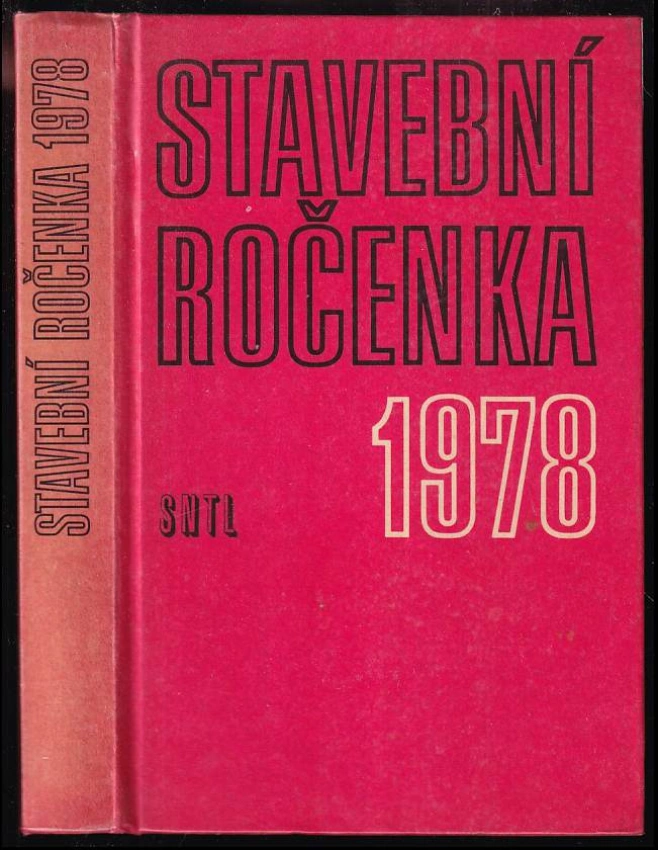 STAVEBNÍ ROČENKA 1978
STAVEBNÍ
ROČENKA
1978
SNTL